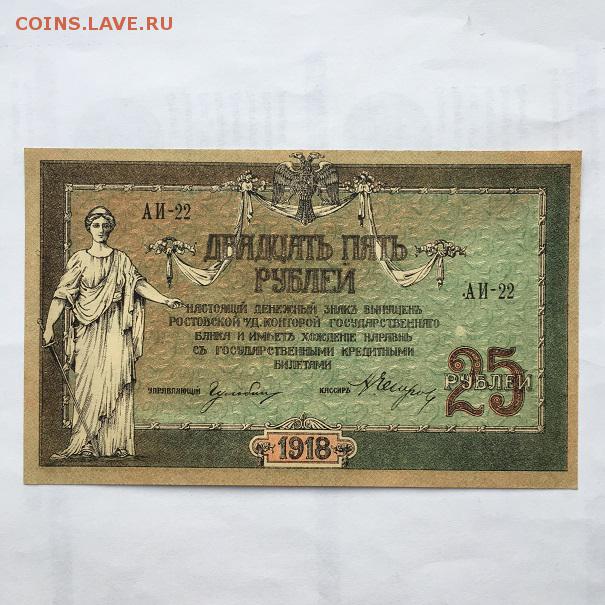 COINS.LAVE.RU
АИ-22
ДВАДЦАТЬ ПЯТЬ
РУБЛЕЙ
АИ-22
НАСТОЯЩІЙ ДЕНЕЖНЫЙ ЗНАКЪ ВЫПУЩЕНЪ
РОСТОВСКОЙ Н/Д. КОНТОРОЙ ГОСУДАРСТВЕННАГО
БАНКА И ИМѢЕТЪ ХОЖДЕНІЕ НАРАВНѢ
СЪ ГОСУДАРСТВЕННЫМИ КРЕДИТНЫМИ
БИЛЕТАМИ
25
РУБЛЕЙ
УПРАВЛЯЮЩІЙ
КАССИРЪ
1918